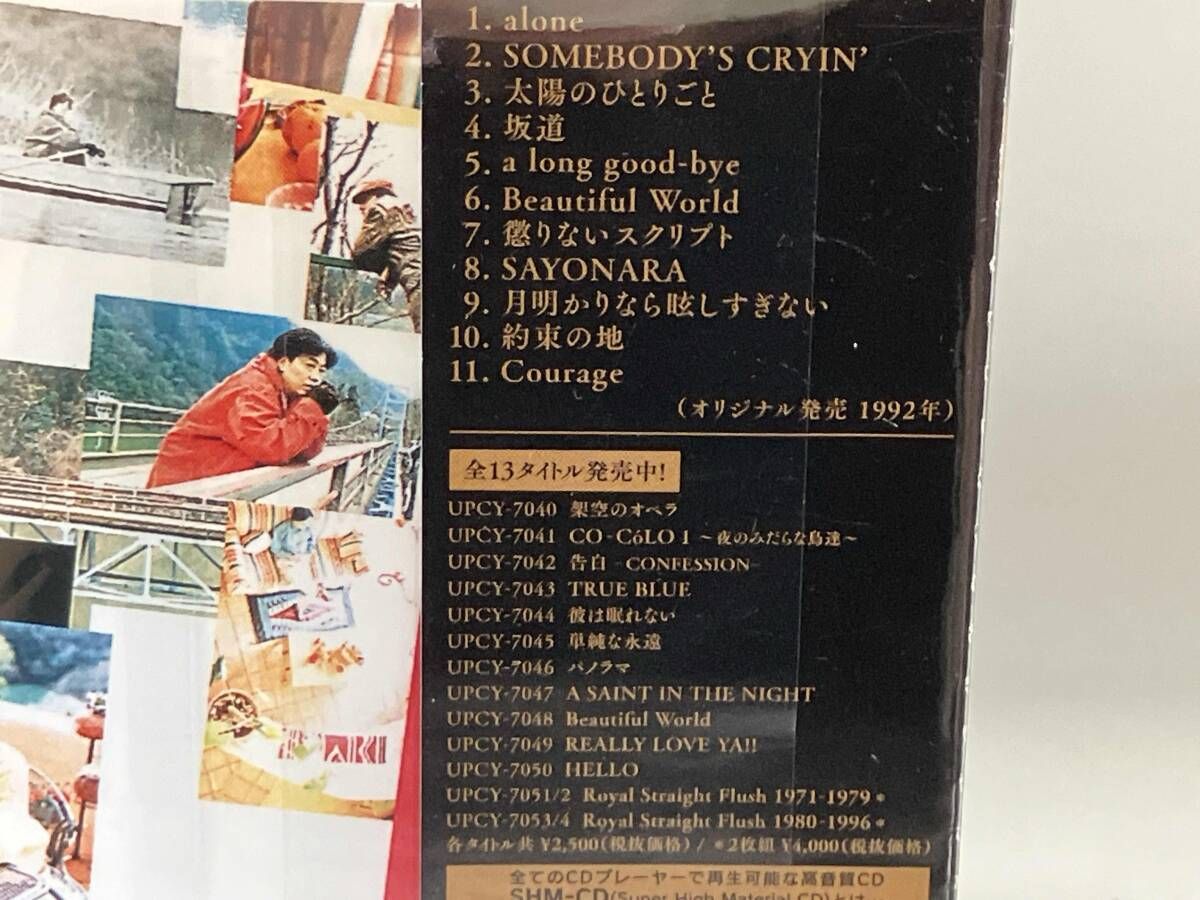 1. alone
2. SOMEBODY'S CRYIN'
3. 太陽のひとりごと
4. 坂道
5. a long good-bye
6. Beautiful World
7. 懲りないスクリプト
8. SAYONARA
9. 月明かりなら眩しすぎない
10. 約束の地
11. Courage
(オリジナル発売 1992年)
全13タイトル発売中!
UPCY-7040 架空のオペラ
UPCY-7041 CO-CóLO 1 ~夜のみだらな鳥達~
UPCY-7042 告白 -CONFESSION-
UPCY-7043 TRUE BLUE
UPCY-7044 彼は眠れない
UPCY-7045 単純な永遠
UPCY-7046 パノラマ
UPCY-7047 A SAINT IN THE NIGHT
UPCY-7048 Beautiful World
UPCY-7049 REALLY LOVE YA!!
UPCY-7050 HELLO
UPCY-7051/2 Royal Straight Flush 1971-1979*
UPCY-7053/4 Royal Straight Flush 1980-1996*
各タイトル共 ¥2,500(税抜価格) / *2枚組 ¥4,000(税抜価格)
全てのCDプレーヤーで再生可能な高音質CD
SHM-CD(Super High Material CD)とは